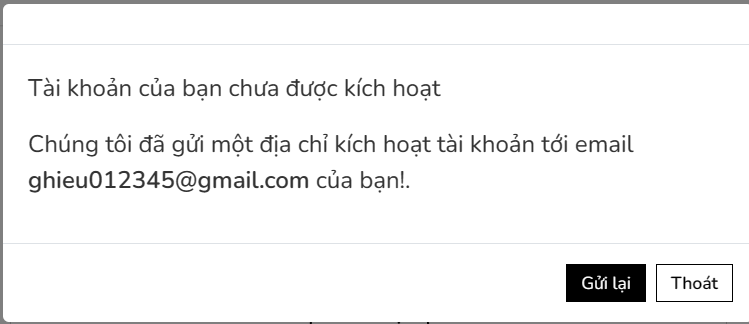 Tài khoản của bạn chưa được kích hoạt
Chúng tôi đã gửi một địa chỉ kích hoạt tài khoản tới email
ghieu012345@gmail.com của bạn!.
Gửi lại
Thoát